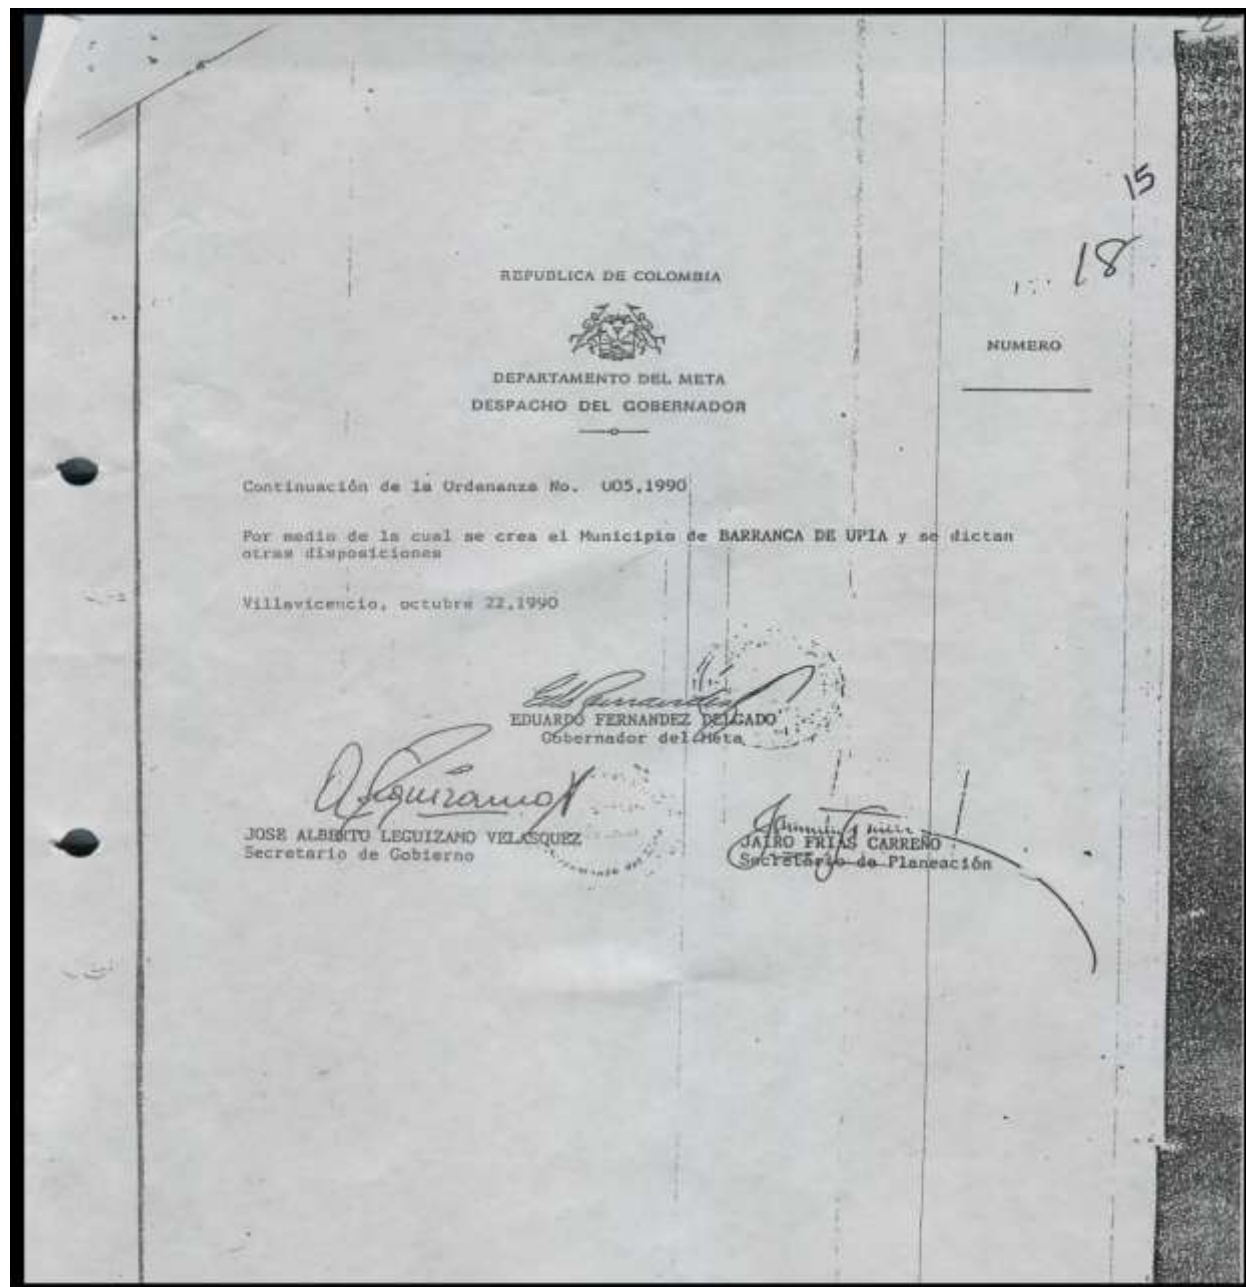 2
15
18
REPUBLICA DE COLOMBIA
NUMERO
DEPARTAMENTO DEL META
DESPACHO DEL GOBERNADOR
Continuación de la Ordenanza No. 005,1990
Por medio de la cual se crea el Municipio de BARRANCA DE UPIA y se dictan
otras disposiciones
Villavicencio, octubre 22,1990
EDUARDO FERNANDEZ DELGADO
Gobernador del Meta
JOSE ALBERTO LEGUIZAMO VELASQUEZ
Secretario de Gobierno
JAIRO FRIAS CARREÑO
Secretario de Planeación